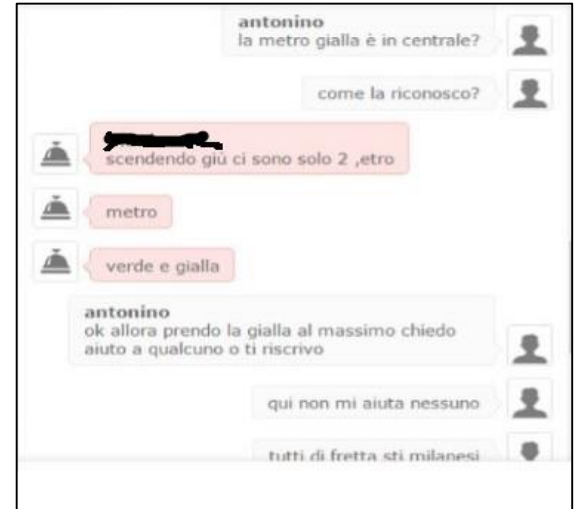 antonino
la metro gialla è in centrale?
come la riconosco?
scendendo giù ci sono solo 2 ,etro
metro
verde e gialla
antonino
ok allora prendo la gialla al massimo chiedo
aiuto a qualcuno o ti riscrivo
qui non mi aiuta nessuno
tutti di fretta sti milanesi